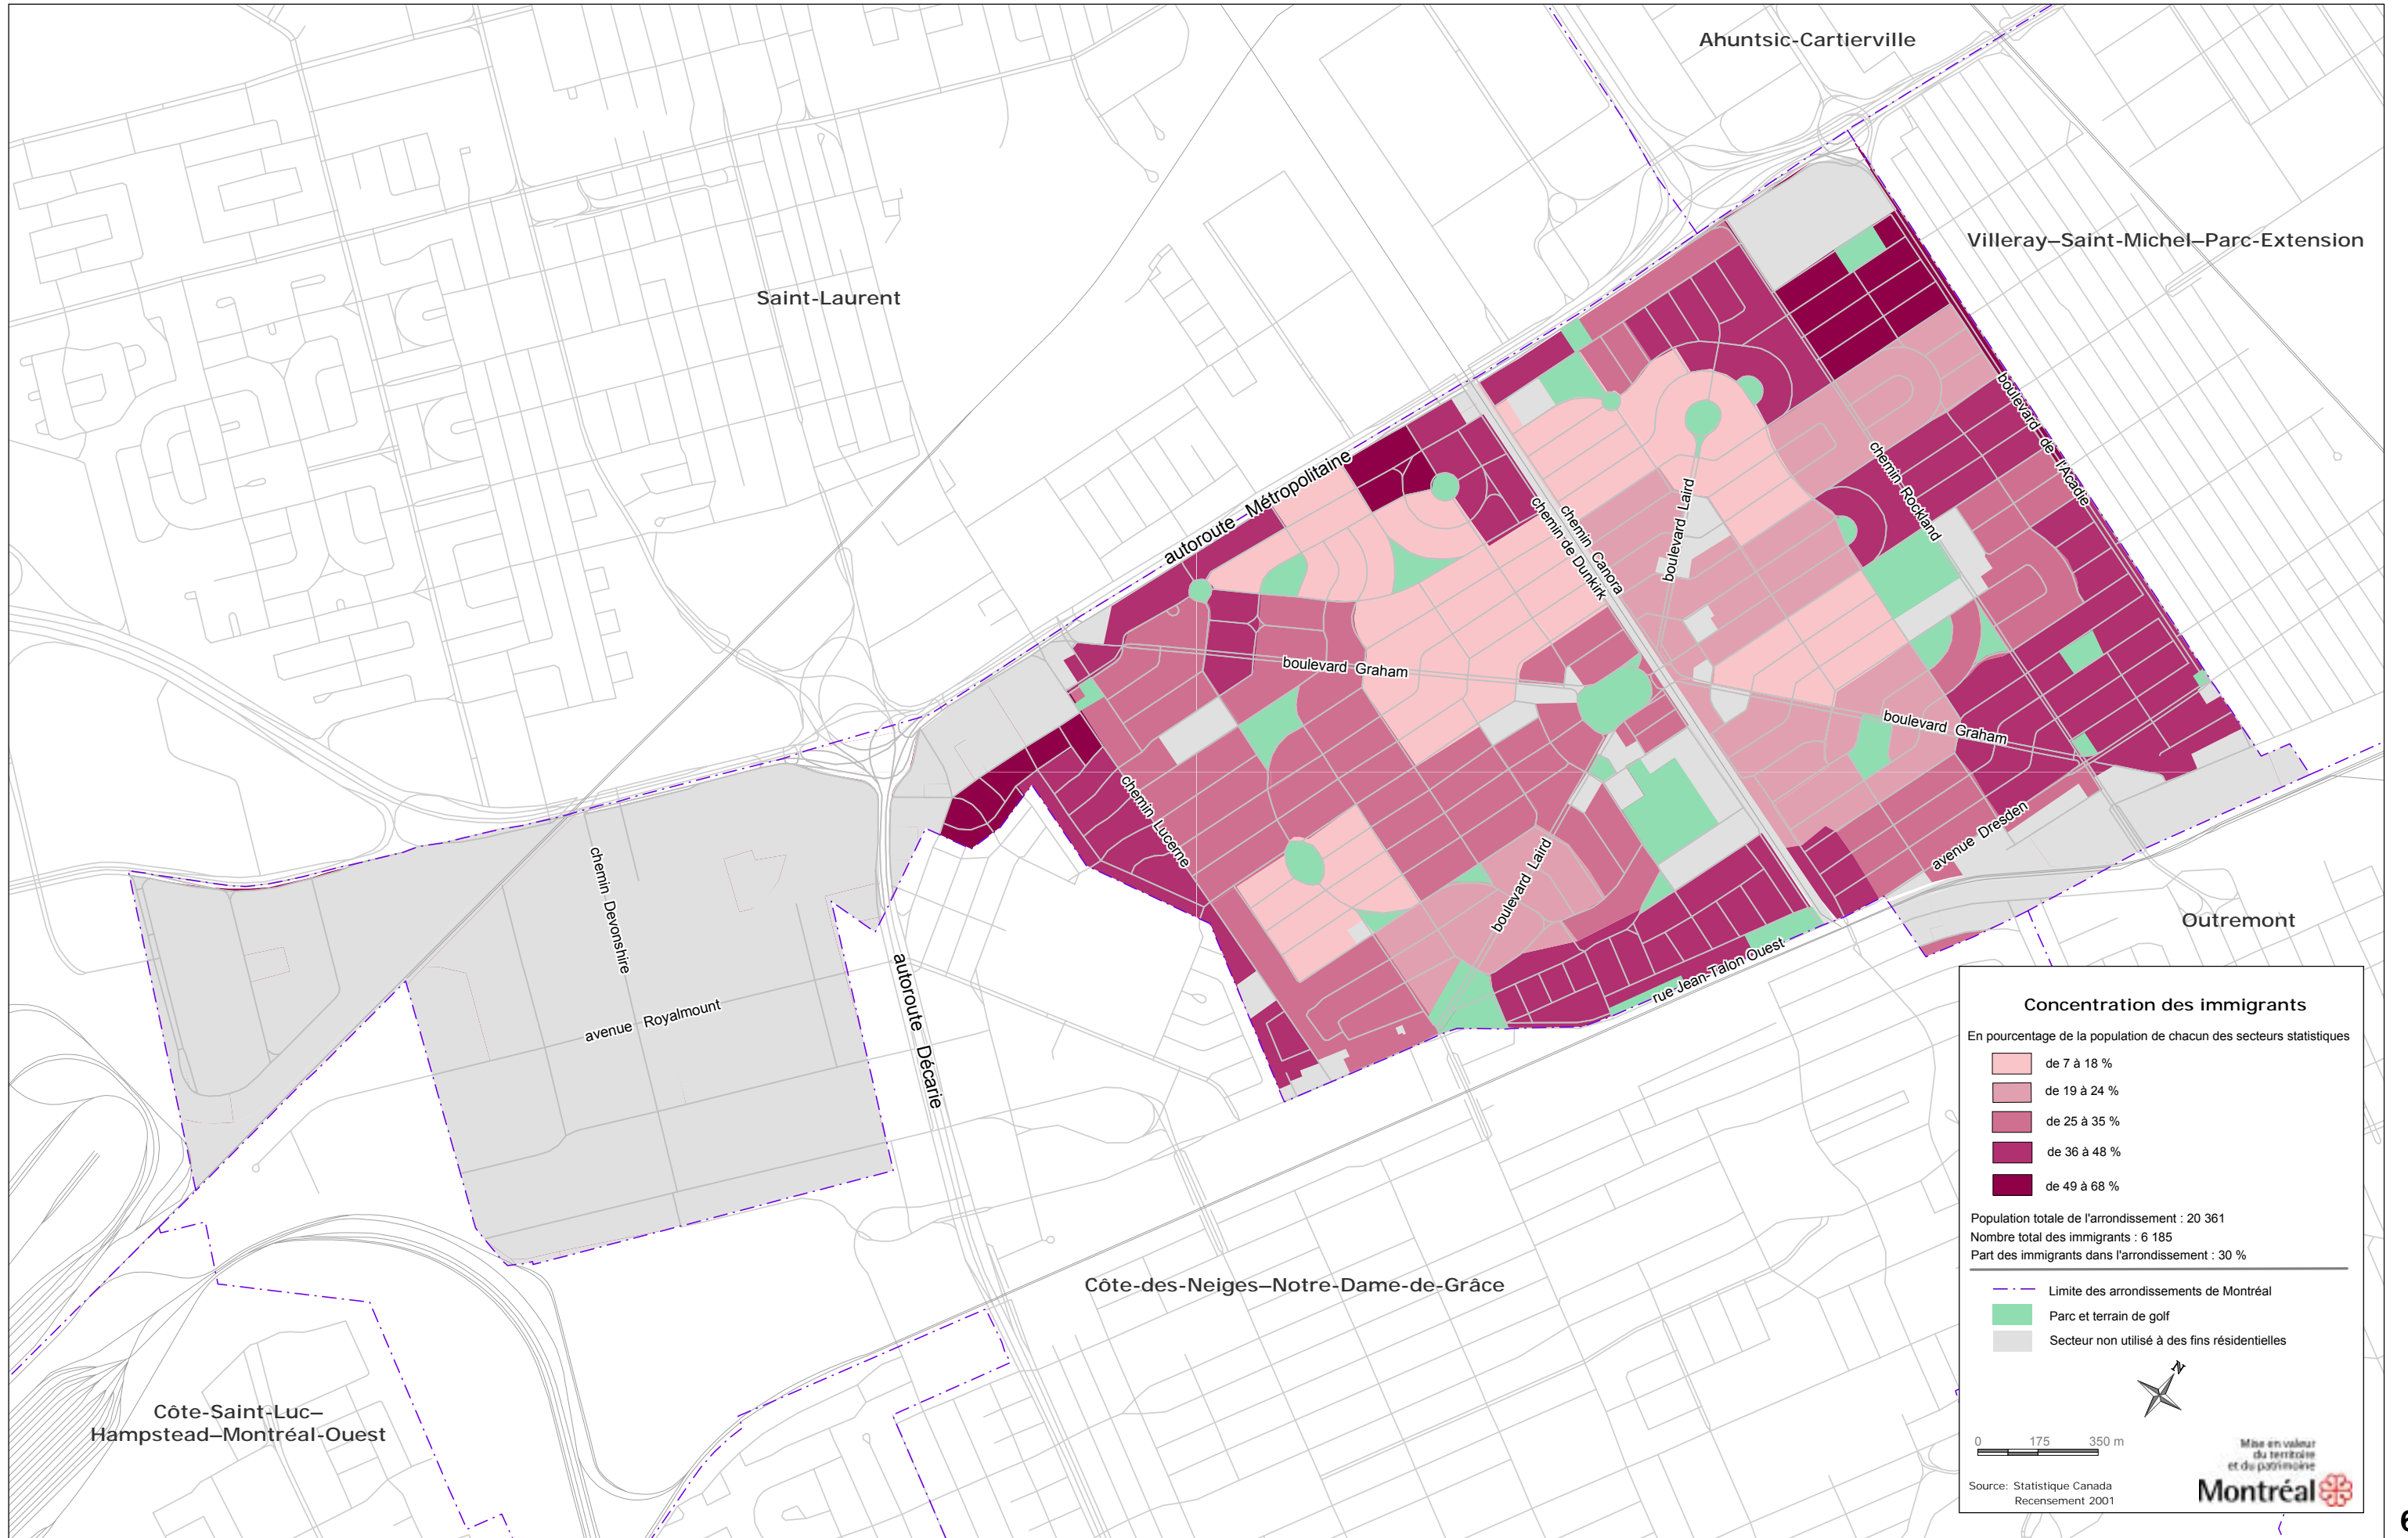 Ahuntsic-Cartierville
Villeray–Saint-Michel–Parc-Extension
Saint-Laurent
autoroute Métropolitaine
boulevard de l'Acadie
chemin Rockland
boulevard Laird
chemin Canora
chemin de Dunkirk
boulevard Graham
boulevard Graham
chemin Lucerne
avenue Dresden
boulevard Laird
chemin Devonshire
avenue Royalmount
autoroute Décarie
rue Jean-Talon Ouest
Outremont
Côte-des-Neiges–Notre-Dame-de-Grâce
Côte-Saint-Luc–
Hampstead–Montréal-Ouest
Concentration des immigrants
En pourcentage de la population de chacun des secteurs statistiques
de 7 à 18 %
de 19 à 24 %
de 25 à 35 %
de 36 à 48 %
de 49 à 68 %
Population totale de l'arrondissement : 20 361
Nombre total des immigrants : 6 185
Part des immigrants dans l'arrondissement : 30 %
Limite des arrondissements de Montréal
Parc et terrain de golf
Secteur non utilisé à des fins résidentielles
N
0 175 350 m
Mise en valeur
du territoire
et du patrimoine
Montréal
Source: Statistique Canada
Recensement 2001